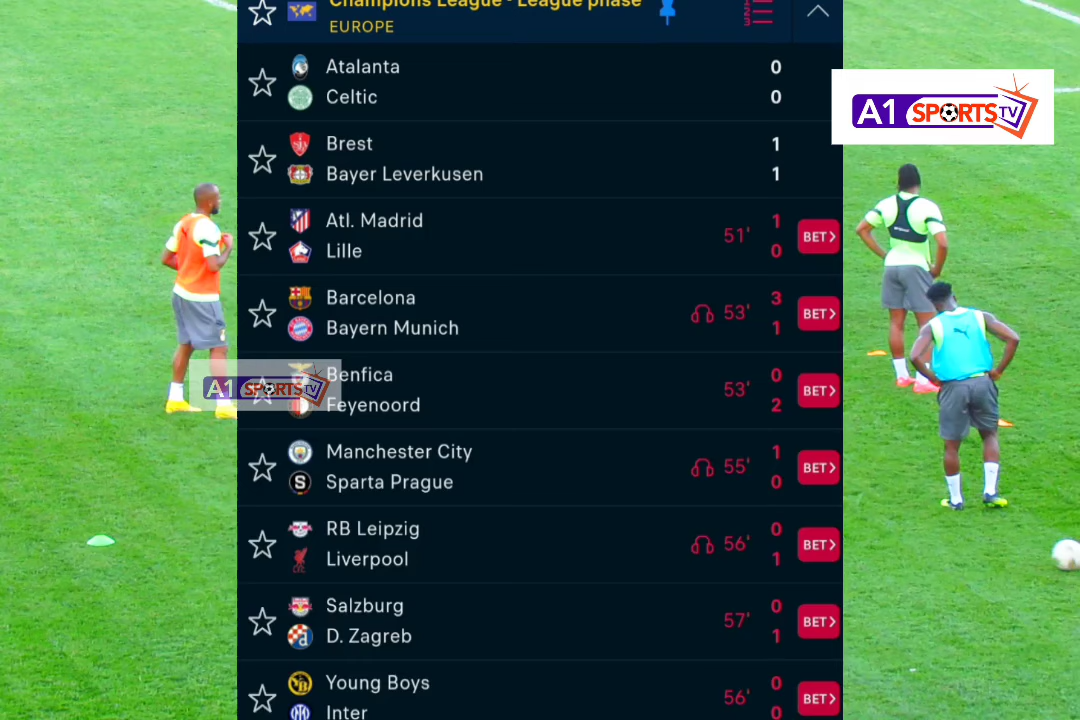 Champions League - League phase
EUROPE
Atalanta 0
Celtic 0
Brest 1
Bayer Leverkusen 1
Atl. Madrid 1
51' BET
Lille 0
Barcelona 3
53' BET
Bayern Munich 1
Benfica 0
53' BET
Feyenoord 2
Manchester City 1
55' BET
Sparta Prague 0
RB Leipzig 0
56' BET
Liverpool 1
Salzburg 0
57' BET
D. Zagreb 1
Young Boys 0
56' BET
Inter 0
A1 SPORTS TV
A1 SPORTS TV